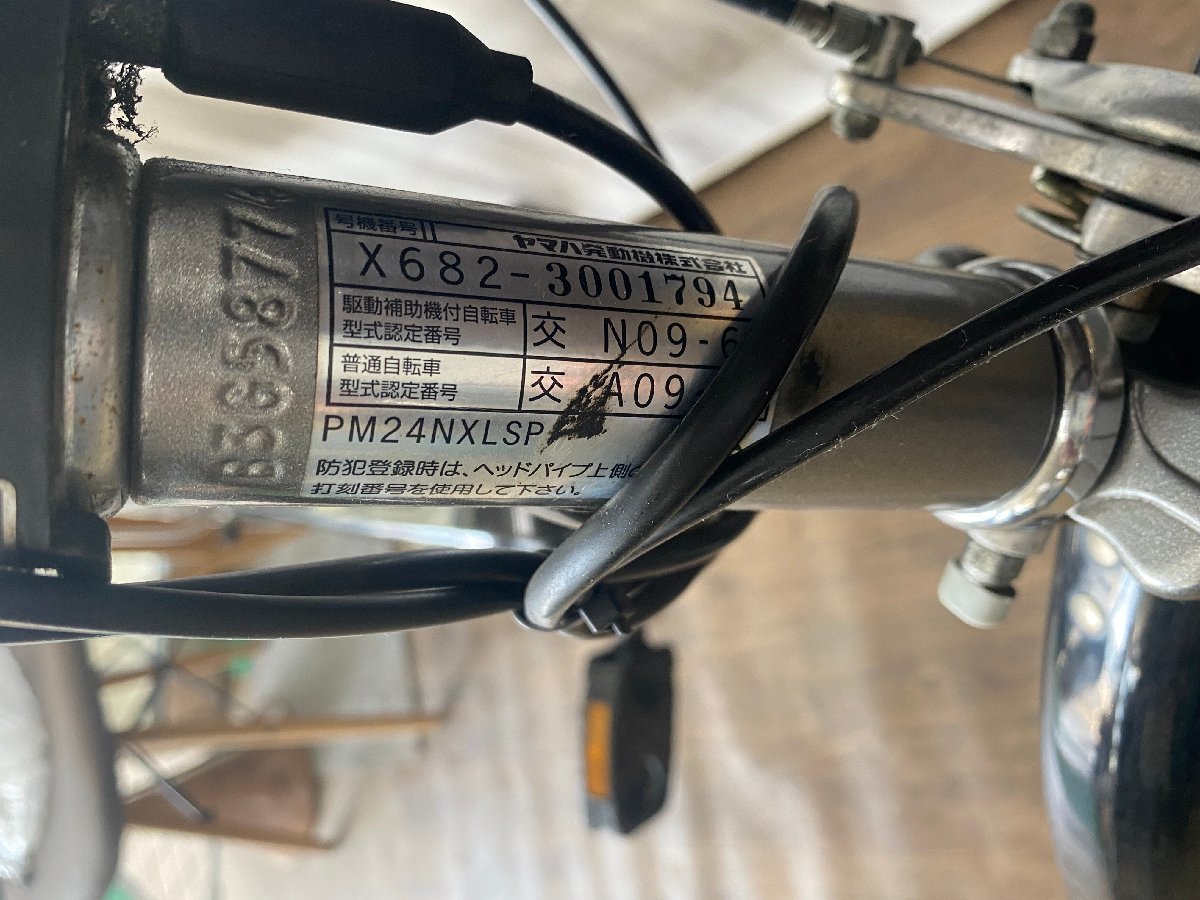 号機番号 ヤマハ発動機株式会社
X682-3001794
駆動補助機付自転車
型式認定番号
交 N09-6
普通自転車
型式認定番号
交 A09
PM24NXLSP
防犯登録時は、ヘッドパイプ上側
打刻番号を使用して下さい。